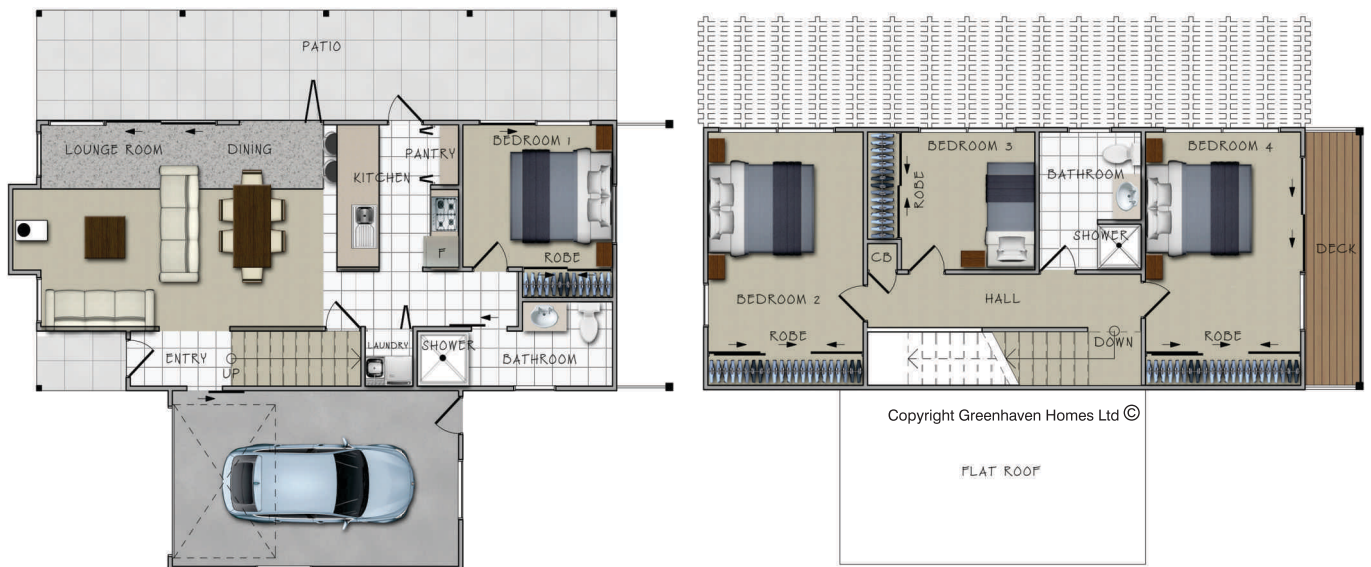 PATIO
LOUNGE ROOM
DINING
KITCHEN
PANTRY
BEDROOM 1
F
ROBE
ENTRY
UP
LAUNDRY
SHOWER
BATHROOM
BEDROOM 3
ROBE
BATHROOM
BEDROOM 4
SHOWER
DECK
CB
BEDROOM 2
HALL
ROBE
DOWN
ROBE
Copyright Greenhaven Homes Ltd ©
FLAT ROOF